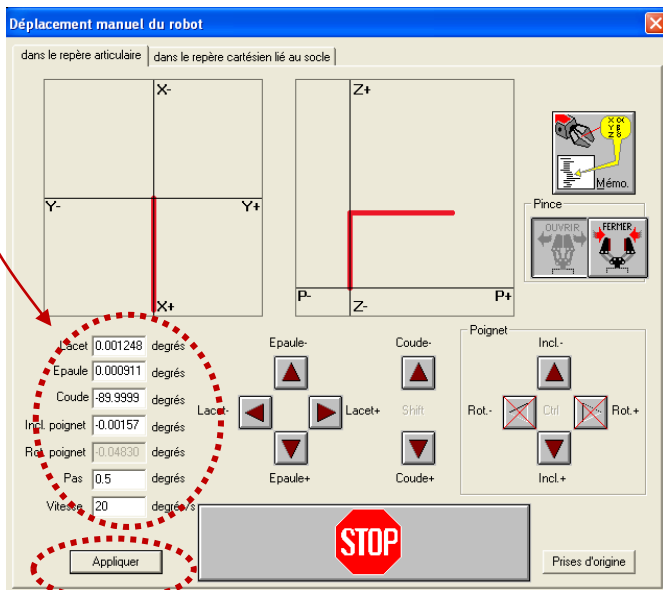 Déplacement manuel du robot
dans le repère articulaire
dans le repère cartésien lié au socle
X-
Y-
Y+
X+
Z+
P-
P+
Z-
X α
Y β
Z δ
Mémo.
Pince
OUVRIR
FERMER
Lacet 0.001248 degrés
Epaule 0.000911 degrés
Coude -89.9999 degrés
Incl. poignet -0.00157 degrés
Rot. poignet -0.04830 degrés
Pas 0.5 degrés
Vitesse 20 degrés/s
Appliquer
Epaule-
Lacet-
Lacet+
Epaule+
Coude-
Shift
Coude+
Poignet
Incl.-
Rot.-
Ctrl
Rot.+
Incl.+
STOP
Prises d'origine